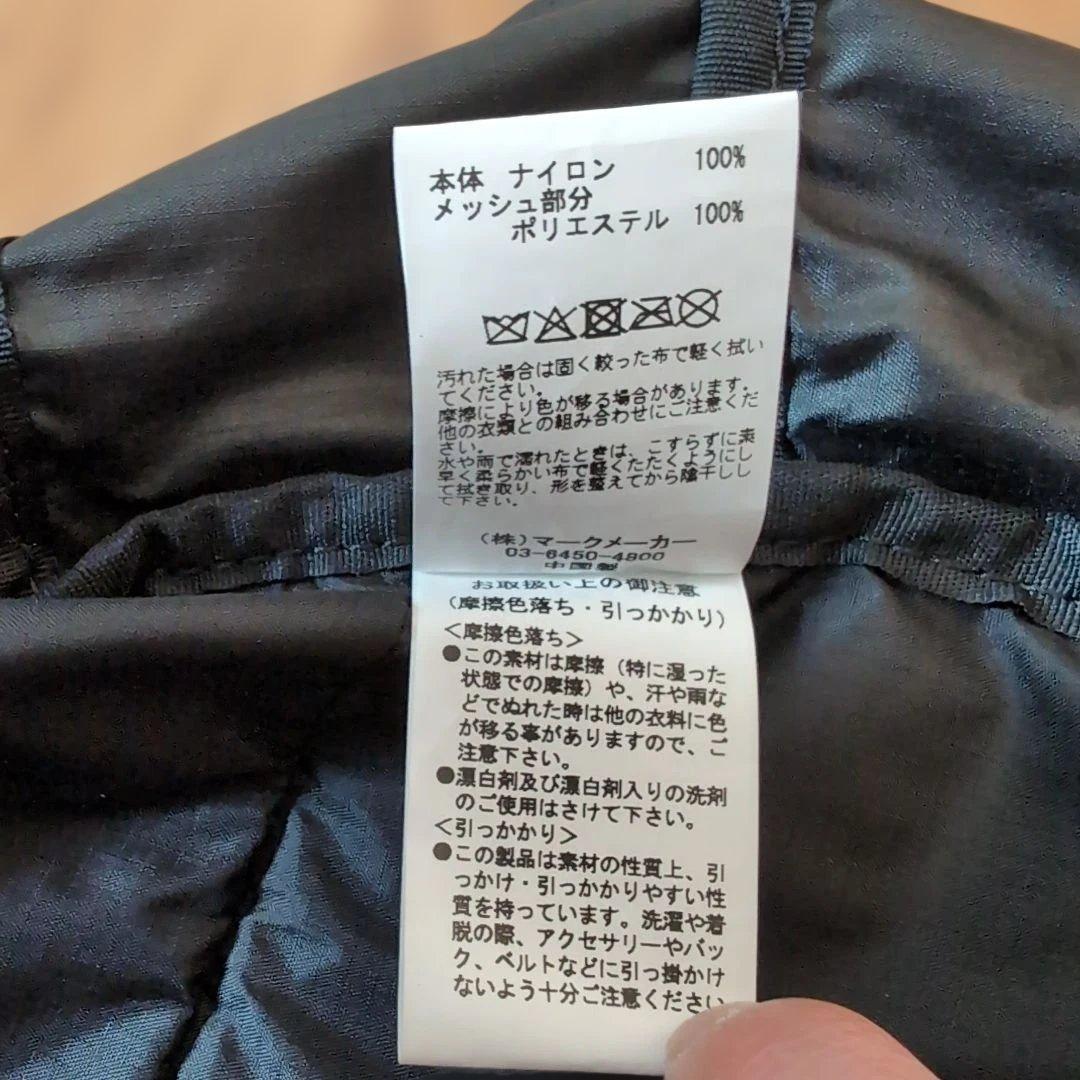 本体 ナイロン 100%
メッシュ部分
ポリエステル 100%
汚れた場合は固く絞った布で軽く拭い
てください。
摩擦により色が移る場合があります。
他の衣類との組み合わせにご注意くだ
さい。
水や雨で濡れたときは、こすらずに素
早く柔らかい布で軽くたたくようにし
て拭き取り、形を整えてから陰干しし
て下さい。
(株)マークメーカー
03-6450-4800
中国製
お取扱い上の御注意
(摩擦色落ち・引っかかり)
<摩擦色落ち>
●この素材は摩擦(特に湿った
状態での摩擦)や、汗や雨な
どでぬれた時は他の衣料に色
が移る事がありますので、ご
注意下さい。
●漂白剤及び漂白剤入りの洗剤
のご使用はさけて下さい。
<引っかかり>
●この製品は素材の性質上、引
っかけ・引っかかりやすい性
質を持っています。洗濯や着
脱の際、アクセサリーやバッ
ク、ベルトなどに引っ掛かけ
ないよう十分ご注意ください